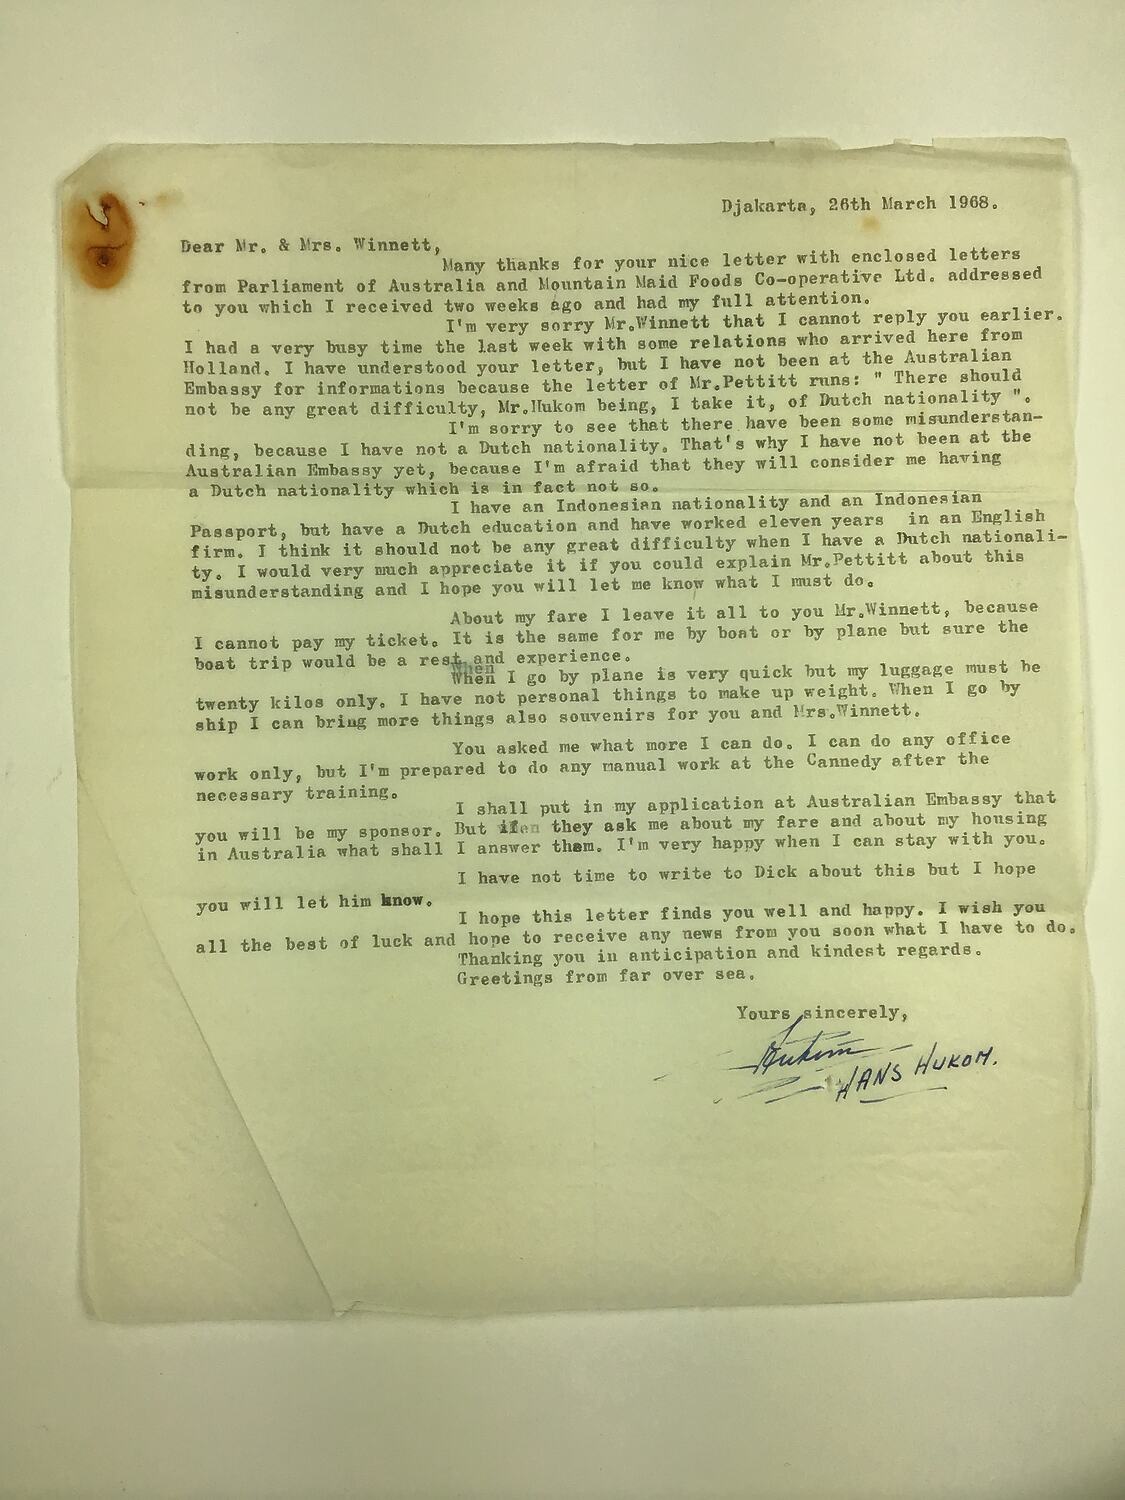 Djakarta, 26th March 1968.
Dear Mr. & Mrs. Winnett,
Many thanks for your nice letter with enclosed letters
from Parliament of Australia and Mountain Maid Foods Co-operative Ltd. addressed
to you which I received two weeks ago and had my full attention.
I'm very sorry Mr.Winnett that I cannot reply you earlier.
I had a very busy time the last week with some relations who arrived here from
Holland. I have understood your letter, but I have not been at the Australian
Embassy for informations because the letter of Mr.Pettitt runs: " There should
not be any great difficulty, Mr.Hukom being, I take it, of Dutch nationality ".
I'm sorry to see that there have been some misunderstan-
ding, because I have not a Dutch nationality. That's why I have not been at the
Australian Embassy yet, because I'm afraid that they will consider me having
a Dutch nationality which is in fact not so.
I have an Indonesian nationality and an Indonesian
Passport, but have a Dutch education and have worked eleven years in an English
firm. I think it should not be any great difficulty when I have a Dutch nationali-
ty. I would very much appreciate it if you could explain Mr.Pettitt about this
misunderstanding and I hope you will let me know what I must do.
About my fare I leave it all to you Mr.Winnett, because
I cannot pay my ticket. It is the same for me by boat or by plane but sure the
boat trip would be a rest and experience.
When I go by plane is very quick but my luggage must be
twenty kilos only. I have not personal things to make up weight. When I go by
ship I can bring more things also souvenirs for you and Mrs.Winnett.
You asked me what more I can do. I can do any office
work only, but I'm prepared to do any manual work at the Cannedy after the
necessary training.
I shall put in my application at Australian Embassy that
you will be my sponsor. But if they ask me about my fare and about my housing
in Australia what shall I answer them. I'm very happy when I can stay with you.
I have not time to write to Dick about this but I hope
you will let him know.
I hope this letter finds you well and happy. I wish you
all the best of luck and hope to receive any news from you soon what I have to do.
Thanking you in anticipation and kindest regards.
Greetings from far over sea.
Yours sincerely,
Hukom
HANS HUKOM.